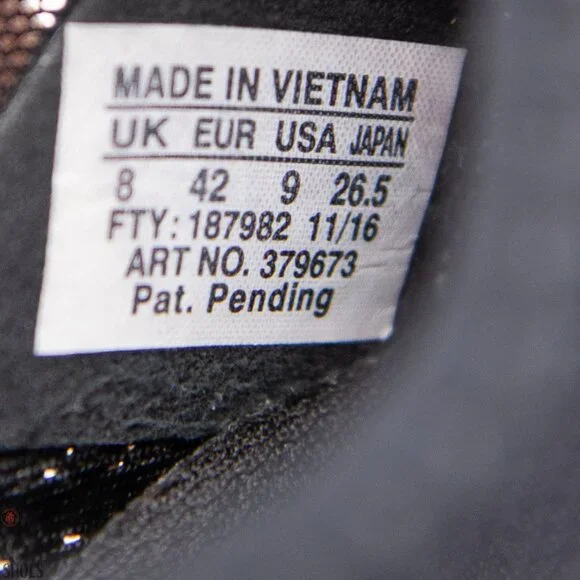 MADE IN VIETNAM
UK EUR USA JAPAN
8 42 9 26.5
FTY: 187982 11/16
ART NO. 379673
Pat. Pending
SHOES